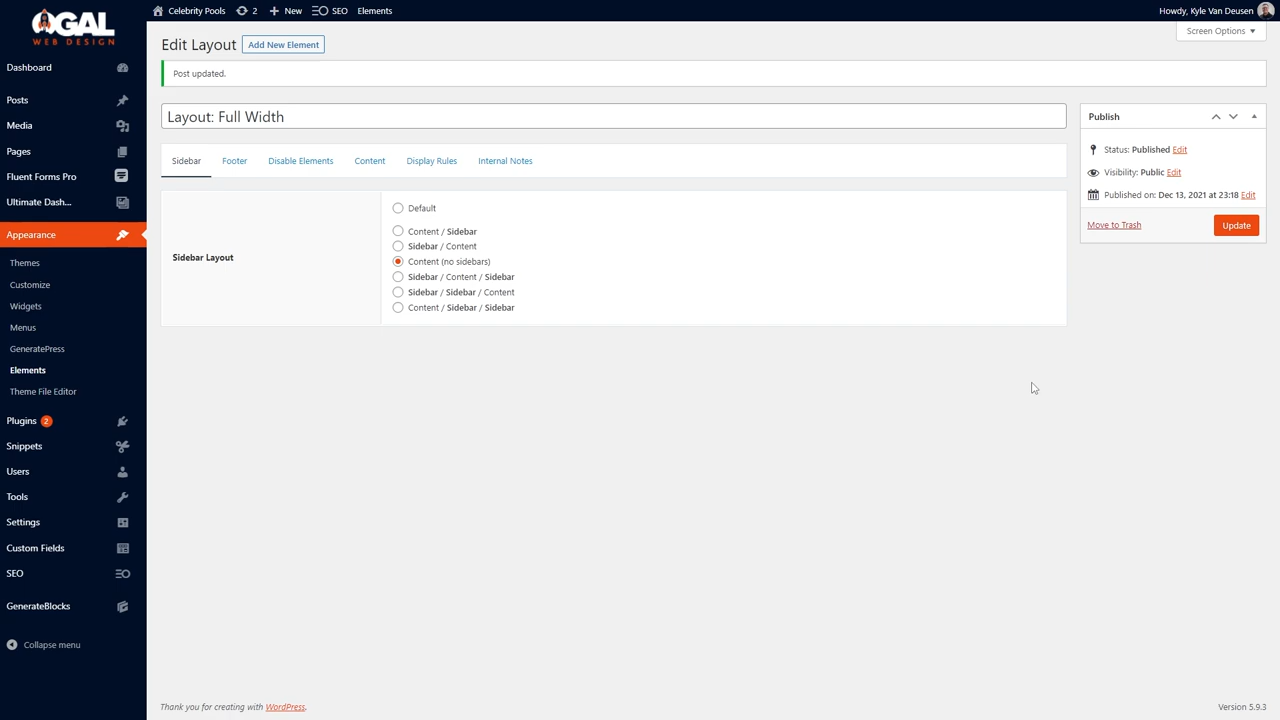 Celebrity Pools 2 New SEO Elements Howdy, Kyle Van Deusen
OGAL
WEB DESIGN
Dashboard
Posts
Media
Pages
Fluent Forms Pro
Ultimate Dash...
Appearance
Themes
Customize
Widgets
Menus
GeneratePress
Elements
Theme File Editor
Plugins 2
Snippets
Users
Tools
Settings
Custom Fields
SEO
GenerateBlocks
Collapse menu
Screen Options
Edit Layout Add New Element
Post updated.
Layout: Full Width
Sidebar Footer Disable Elements Content Display Rules Internal Notes
Sidebar Layout
Default
Content / Sidebar
Sidebar / Content
Content (no sidebars)
Sidebar / Content / Sidebar
Sidebar / Sidebar / Content
Content / Sidebar / Sidebar
Publish
Status: Published Edit
Visibility: Public Edit
Published on: Dec 13, 2021 at 23:18 Edit
Move to Trash Update
Thank you for creating with WordPress. Version 5.9.3